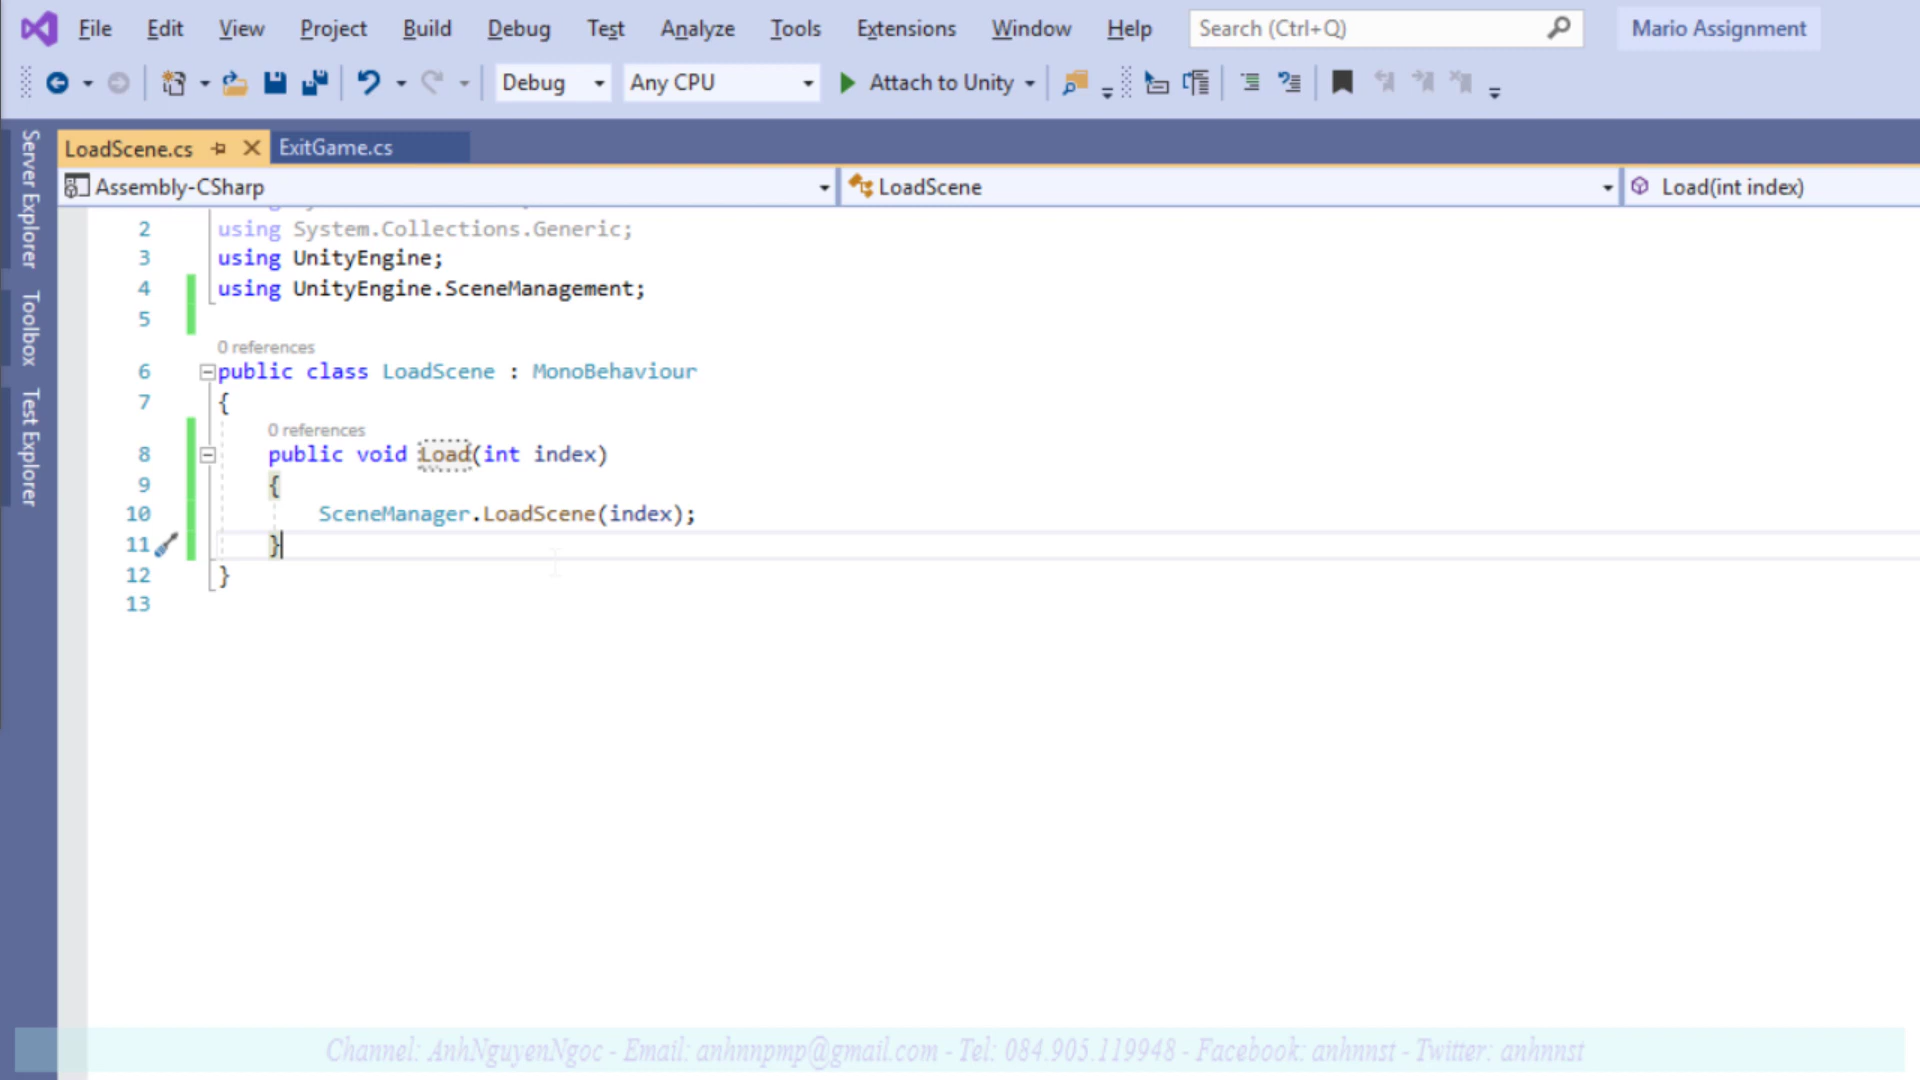 File Edit View Project Build Debug Test Analyze Tools Extensions Window Help Search (Ctrl+Q) Mario Assignment
Debug Any CPU Attach to Unity
LoadScene.cs ExitGame.cs
Assembly-CSharp LoadScene Load(int index)
Server Explorer
Toolbox
Test Explorer
2 using System.Collections.Generic;
3 using UnityEngine;
4 using UnityEngine.SceneManagement;
5
0 references
6 public class LoadScene : MonoBehaviour
7 {
0 references
8 public void Load(int index)
9 {
10 SceneManager.LoadScene(index);
11 }
12 }
13
Channel: AnhNguyenNgoc - Email: anhnnpmp@gmail.com - Tel: 084.905.119948 - Facebook: anhnnst - Twitter: anhnnst